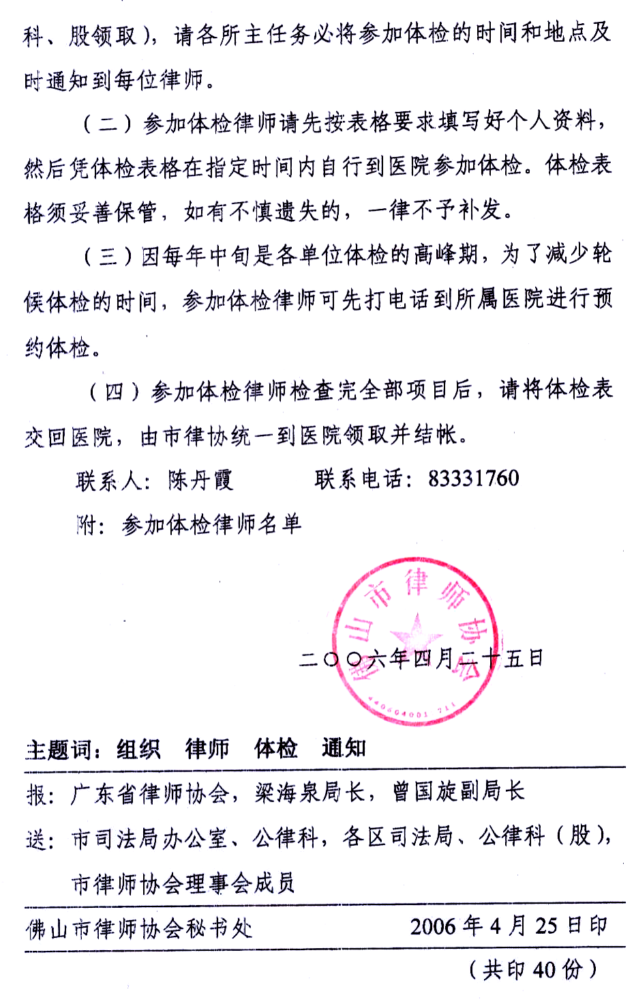 科、股领取），请各所主任务必将参加体检的时间和地点及
时通知到每位律师。
（二）参加体检律师请先按表格要求填写好个人资料，
然后凭体检表格在指定时间内自行到医院参加体检。体检表
格须妥善保管，如有不慎遗失的，一律不予补发。
（三）因每年中旬是各单位体检的高峰期，为了减少轮
候体检的时间，参加体检律师可先打电话到所属医院进行预
约体检。
（四）参加体检律师检查完全部项目后，请将体检表
交回医院，由市律协统一到医院领取并结帐。
联系人：陈丹霞 联系电话：83331760
附：参加体检律师名单
佛山市律师协会
二〇〇六年四月二十五日
主题词：组织 律师 体检 通知
报：广东省律师协会，梁海泉局长，曾国旋副局长
送：市司法局办公室、公律科，各区司法局、公律科（股），
市律师协会理事会成员
佛山市律师协会秘书处 2006年4月25日印
（共印40份）